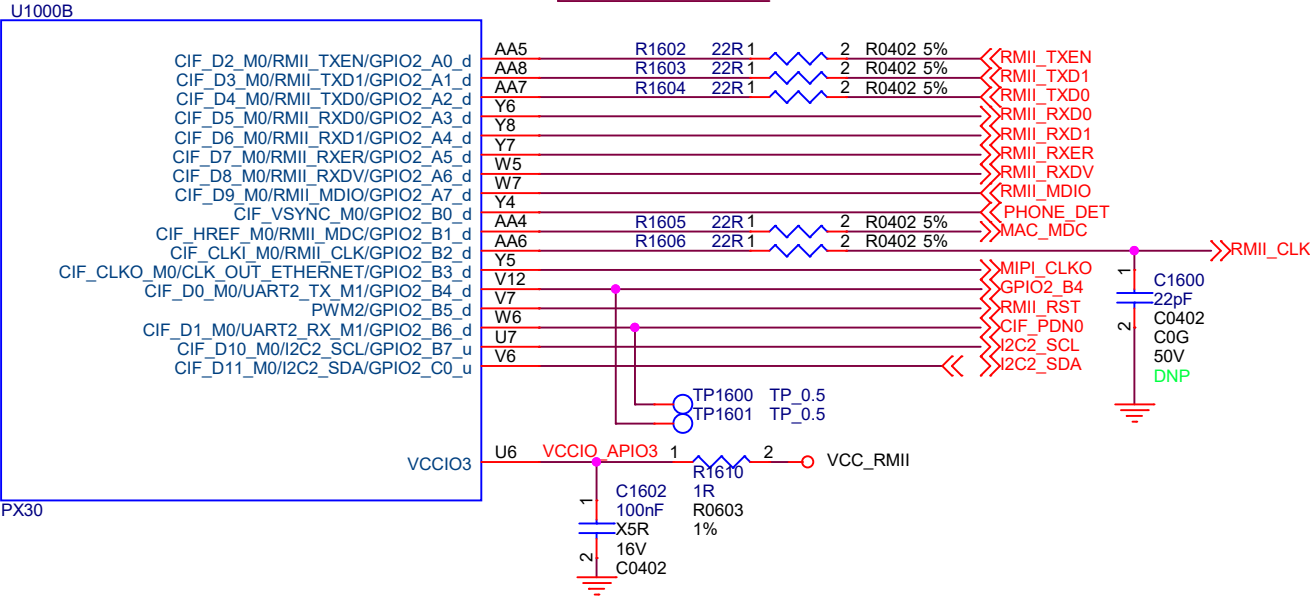 U1000B
CIF_D2_M0/RMII_TXEN/GPIO2_A0_d AA5 R1602 22R 1 2 R0402 5% RMII_TXEN
CIF_D3_M0/RMII_TXD1/GPIO2_A1_d AA8 R1603 22R 1 2 R0402 5% RMII_TXD1
CIF_D4_M0/RMII_TXD0/GPIO2_A2_d AA7 R1604 22R 1 2 R0402 5% RMII_TXD0
CIF_D5_M0/RMII_RXD0/GPIO2_A3_d Y6 RMII_RXD0
CIF_D6_M0/RMII_RXD1/GPIO2_A4_d Y8 RMII_RXD1
CIF_D7_M0/RMII_RXER/GPIO2_A5_d Y7 RMII_RXER
CIF_D8_M0/RMII_RXDV/GPIO2_A6_d W5 RMII_RXDV
CIF_D9_M0/RMII_MDIO/GPIO2_A7_d W7 RMII_MDIO
CIF_VSYNC_M0/GPIO2_B0_d Y4 PHONE_DET
CIF_HREF_M0/RMII_MDC/GPIO2_B1_d AA4 R1605 22R 1 2 R0402 5% MAC_MDC
CIF_CLKI_M0/RMII_CLK/GPIO2_B2_d AA6 R1606 22R 1 2 R0402 5% RMII_CLK
CIF_CLKO_M0/CLK_OUT_ETHERNET/GPIO2_B3_d Y5 MIPI_CLKO
CIF_D0_M0/UART2_TX_M1/GPIO2_B4_d V12 GPIO2_B4
PWM2/GPIO2_B5_d V7 RMII_RST
CIF_D1_M0/UART2_RX_M1/GPIO2_B6_d W6 CIF_PDN0
CIF_D10_M0/I2C2_SCL/GPIO2_B7_u U7 I2C2_SCL
CIF_D11_M0/I2C2_SDA/GPIO2_C0_u V6 I2C2_SDA
1
C1600
22pF
2
C0402
C0G
50V
DNP
TP1600 TP_0.5
TP1601 TP_0.5
VCCIO3 U6 VCCIO_APIO3 1 2 VCC_RMII
R1610
1R
R0603
1%
1
C1602
100nF
X5R
2
16V
C0402
PX30